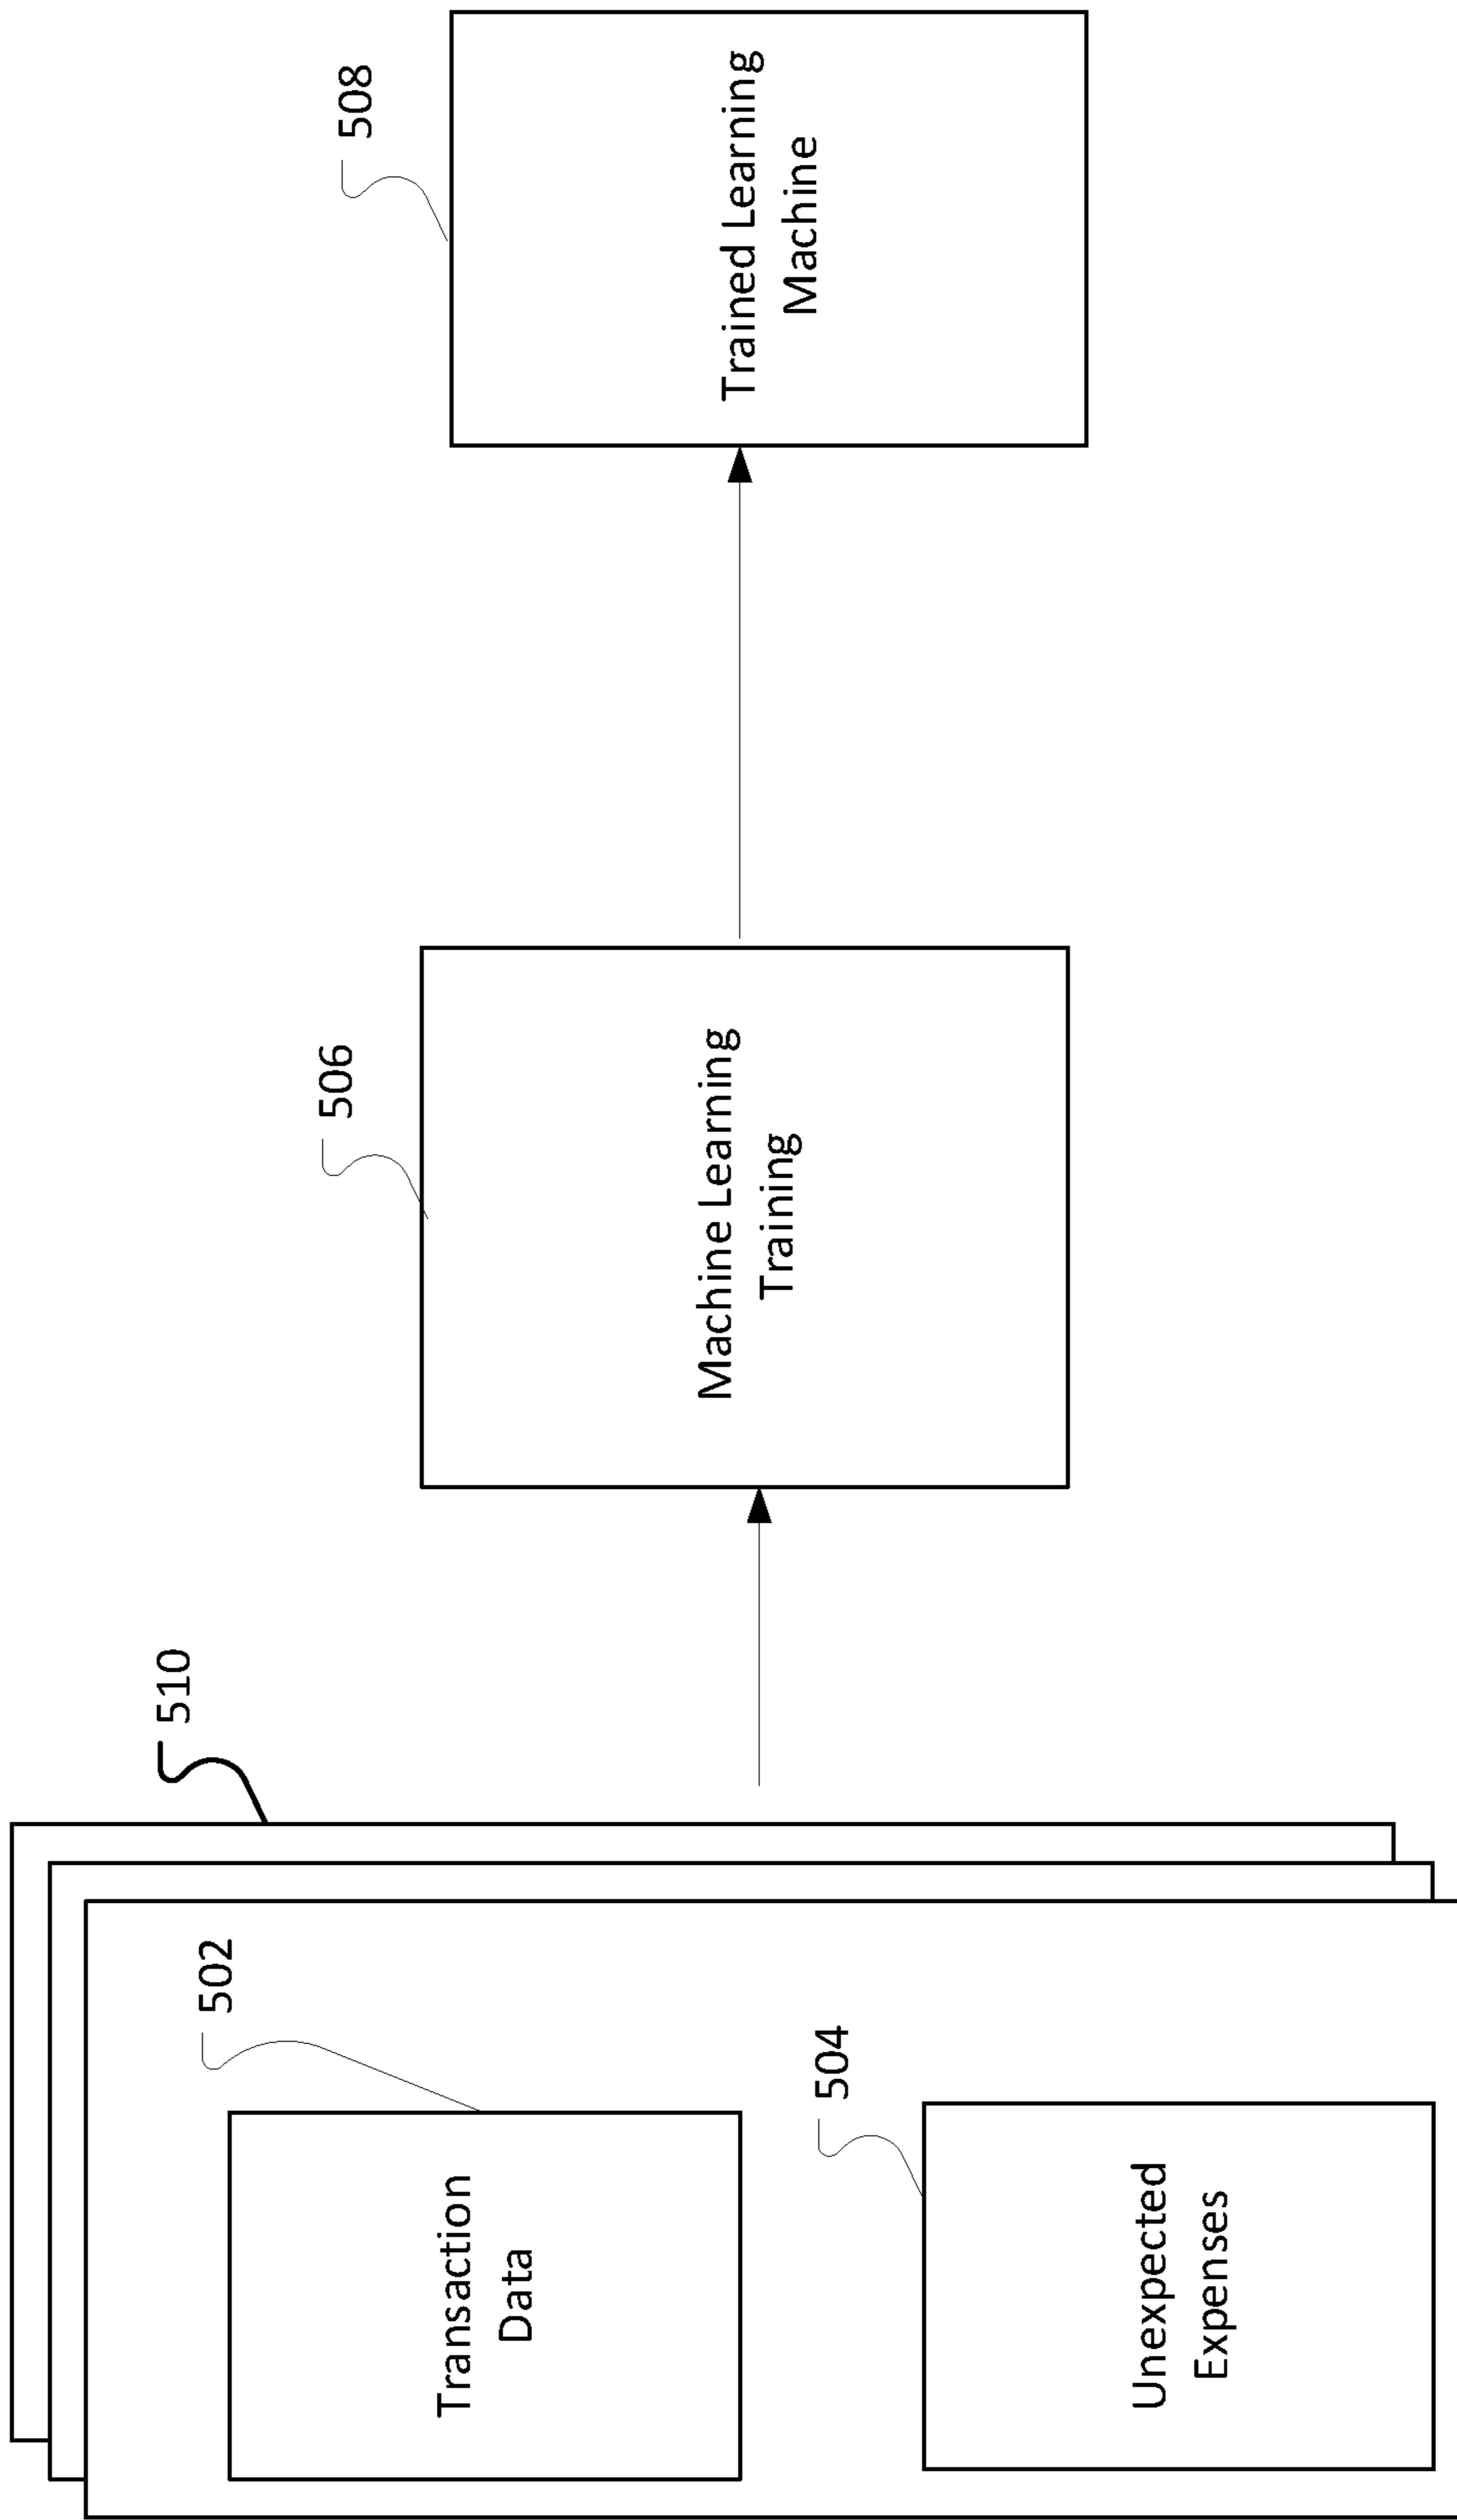 510
502
Transaction
Data
504
Unexpected
Expenses
506
Machine Learning
Training
508
Trained Learning
Machine